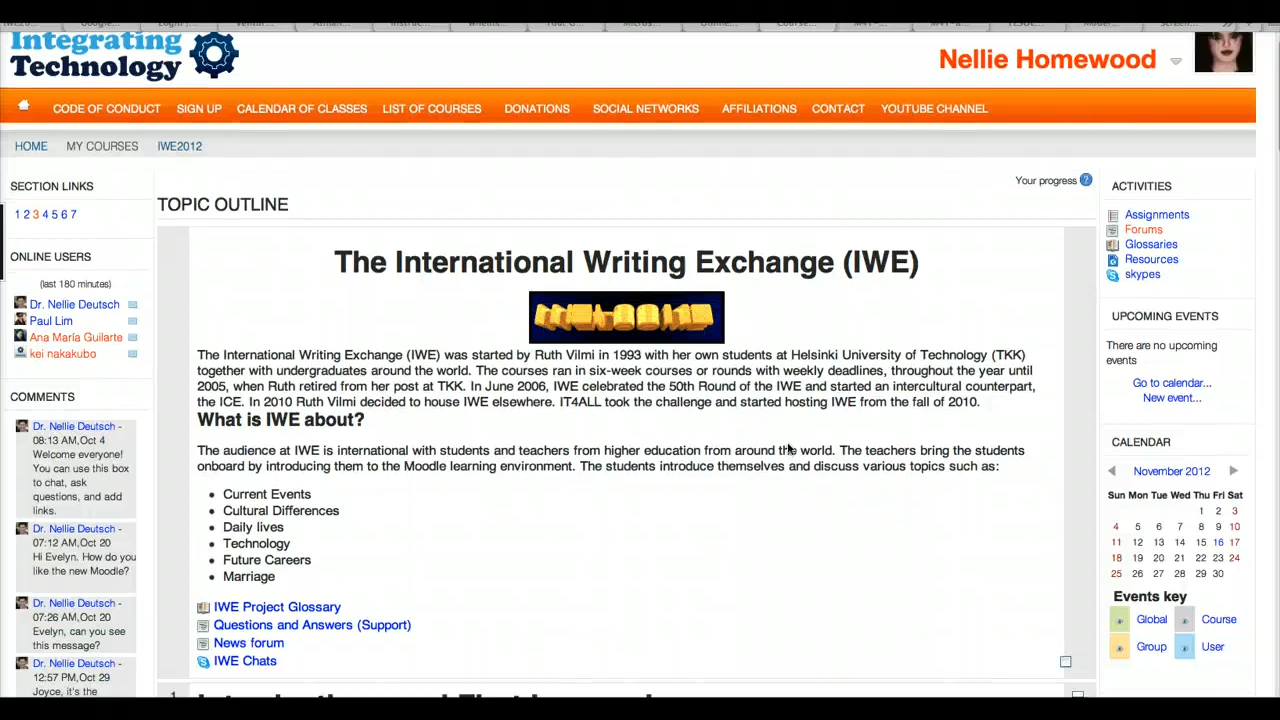 Integrating
Technology
Nellie Homewood
CODE OF CONDUCT SIGN UP CALENDAR OF CLASSES LIST OF COURSES DONATIONS SOCIAL NETWORKS AFFILIATIONS CONTACT YOUTUBE CHANNEL
HOME MY COURSES IWE2012
SECTION LINKS
1 2 3 4 5 6 7
ONLINE USERS
(last 180 minutes)
Dr. Nellie Deutsch
Paul Lim
Ana María Guilarte
kei nakakubo
COMMENTS
Dr. Nellie Deutsch -
08:13 AM,Oct 4
Welcome everyone!
You can use this box
to chat, ask
questions, and add
links.
Dr. Nellie Deutsch -
07:12 AM,Oct 20
Hi Evelyn. How do you
like the new Moodle?
Dr. Nellie Deutsch -
07:26 AM,Oct 20
Evelyn, can you see
this message?
Dr. Nellie Deutsch -
12:57 PM,Oct 29
Joyce, it's the
Your progress
TOPIC OUTLINE
The International Writing Exchange (IWE)
The International Writing Exchange (IWE) was started by Ruth Vilmi in 1993 with her own students at Helsinki University of Technology (TKK)
together with undergraduates around the world. The courses ran in six-week courses or rounds with weekly deadlines, throughout the year until
2005, when Ruth retired from her post at TKK. In June 2006, IWE celebrated the 50th Round of the IWE and started an intercultural counterpart,
the ICE. In 2010 Ruth Vilmi decided to house IWE elsewhere. IT4ALL took the challenge and started hosting IWE from the fall of 2010.
What is IWE about?
The audience at IWE is international with students and teachers from higher education from around the world. The teachers bring the students
onboard by introducing them to the Moodle learning environment. The students introduce themselves and discuss various topics such as:
Current Events
Cultural Differences
Daily lives
Technology
Future Careers
Marriage
IWE Project Glossary
Questions and Answers (Support)
News forum
IWE Chats
1
ACTIVITIES
Assignments
Forums
Glossaries
Resources
skypes
UPCOMING EVENTS
There are no upcoming
events
Go to calendar...
New event...
CALENDAR
November 2012
Sun Mon Tue Wed Thu Fri Sat
1 2 3
4 5 6 7 8 9 10
11 12 13 14 15 16 17
18 19 20 21 22 23 24
25 26 27 28 29 30
Events key
Global Course
Group User